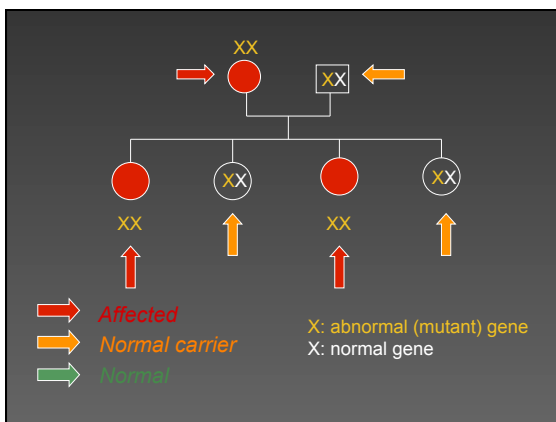 XX
XX
XX
XX
XX
XX
Affected
Normal carrier
Normal
X: abnormal (mutant) gene
X: normal gene